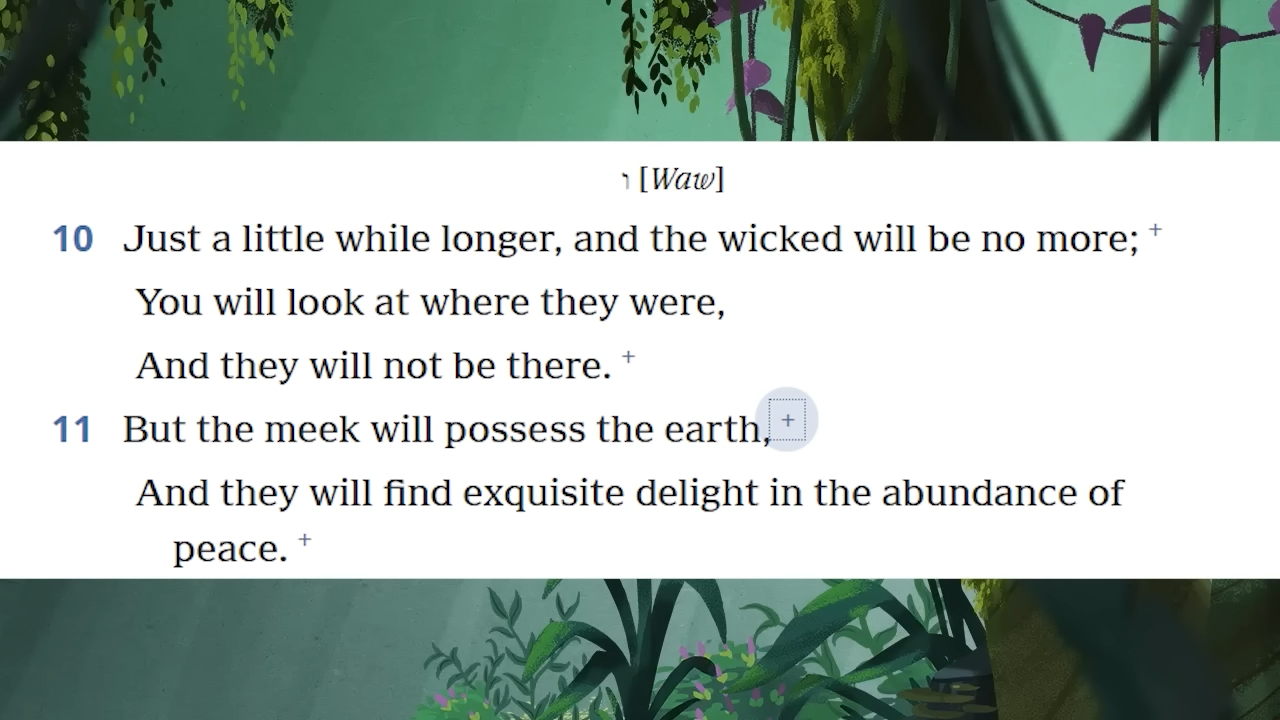 ו [Waw]
10 Just a little while longer, and the wicked will be no more; +
You will look at where they were,
And they will not be there. +
11 But the meek will possess the earth, +
And they will find exquisite delight in the abundance of
peace. +